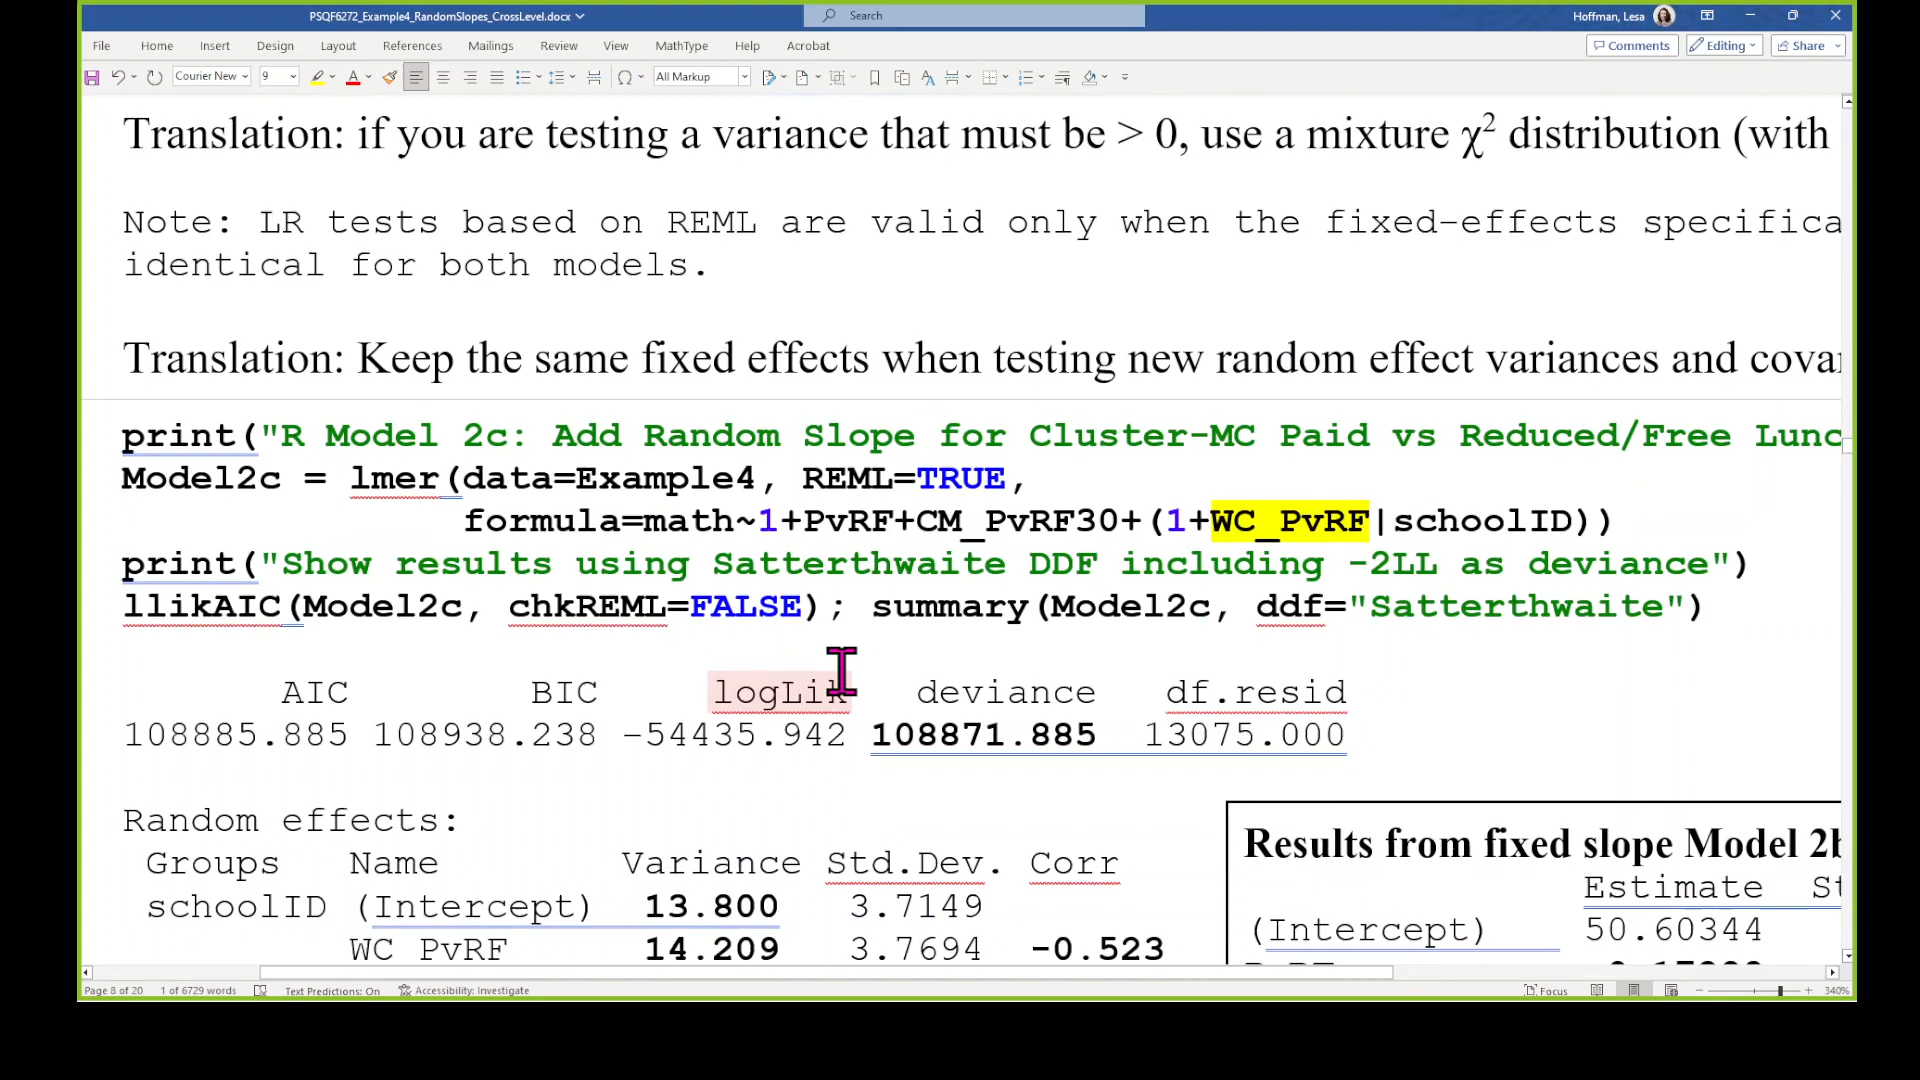 PSQF6272_Example4_RandomSlopes_CrossLevel.docx
Search
Hoffman, Lesa
File Home Insert Design Layout References Mailings Review View MathType Help Acrobat
Comments Editing Share
Courier New 9 All Markup
Translation: if you are testing a variance that must be > 0, use a mixture χ² distribution (with
Note: LR tests based on REML are valid only when the fixed-effects specifica
identical for both models.
Translation: Keep the same fixed effects when testing new random effect variances and covar
print("R Model 2c: Add Random Slope for Cluster-MC Paid vs Reduced/Free Lunc
Model2c = lmer(data=Example4, REML=TRUE,
formula=math~1+PvRF+CM_PvRF30+(1+WC_PvRF|schoolID))
print("Show results using Satterthwaite DDF including -2LL as deviance")
llikAIC(Model2c, chkREML=FALSE); summary(Model2c, ddf="Satterthwaite")
AIC BIC logLik deviance df.resid
108885.885 108938.238 -54435.942 108871.885 13075.000
Random effects:
Groups Name Variance Std.Dev. Corr
schoolID (Intercept) 13.800 3.7149
WC PvRF 14.209 3.7694 -0.523
Results from fixed slope Model 2b
Estimate St
(Intercept) 50.60344
Page 8 of 20 1 of 6729 words Text Predictions: On Accessibility: Investigate
Focus 340%